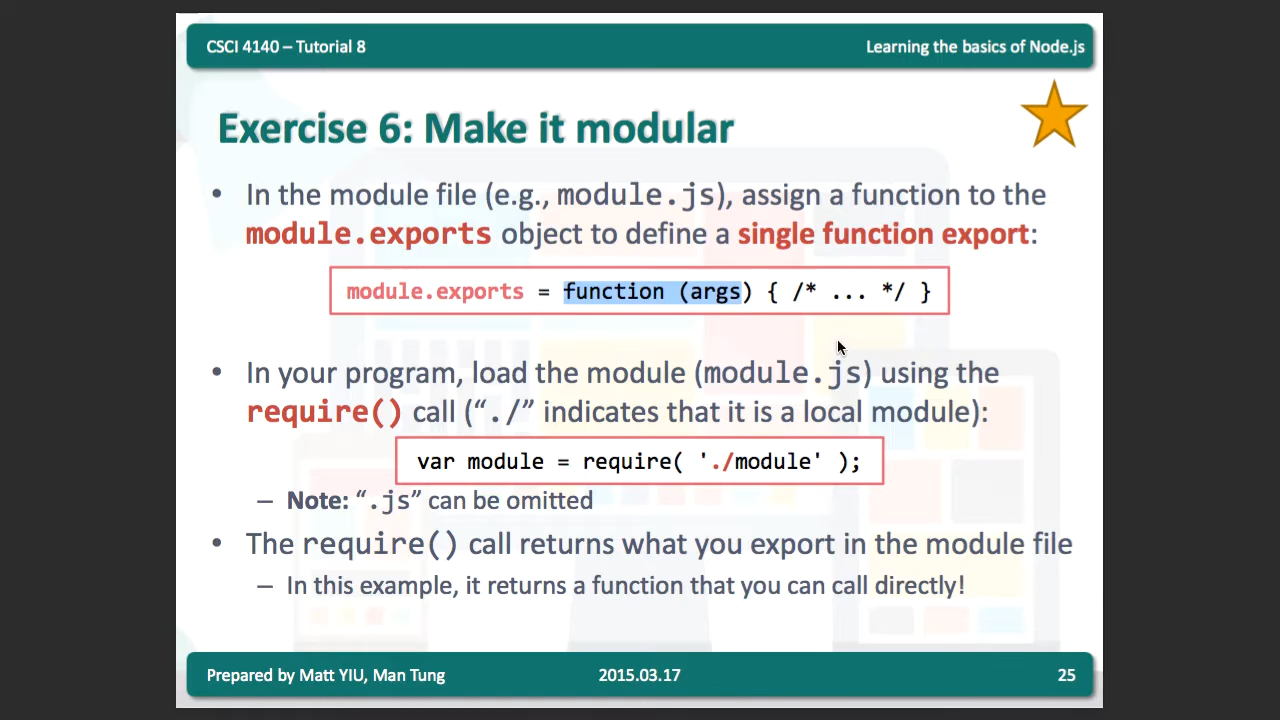 CSCI 4140 – Tutorial 8
Learning the basics of Node.js
Exercise 6: Make it modular
• In the module file (e.g., module.js), assign a function to the
module.exports object to define a single function export:
module.exports = function (args) { /* ... */ }
• In your program, load the module (module.js) using the
require() call (“./” indicates that it is a local module):
var module = require( './module' );
– Note: “.js” can be omitted
• The require() call returns what you export in the module file
– In this example, it returns a function that you can call directly!
Prepared by Matt YIU, Man Tung
2015.03.17
25